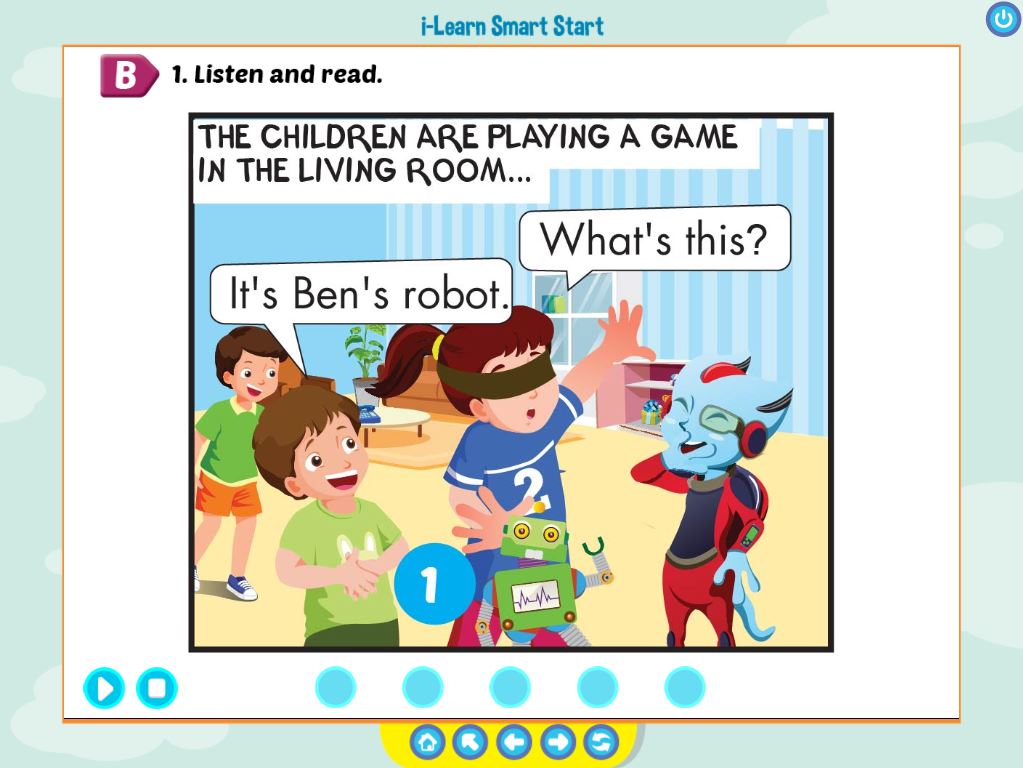 i-Learn Smart Start
B 1. Listen and read.
THE CHILDREN ARE PLAYING A GAME
IN THE LIVING ROOM...
What's this?
It's Ben's robot.
2
1